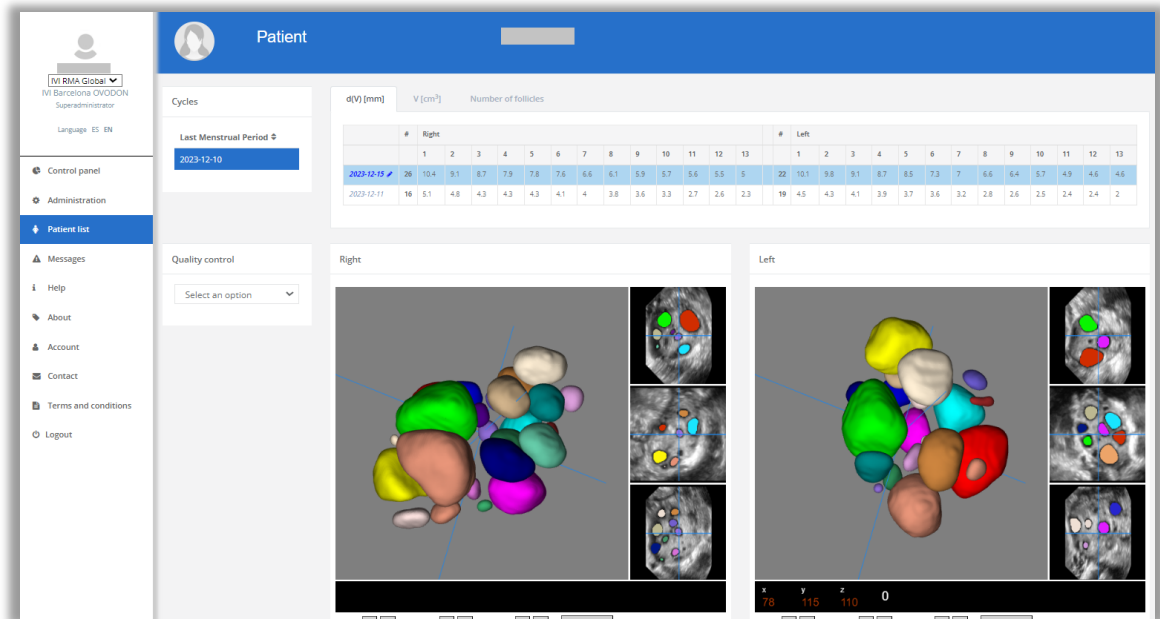 Patient
IVI RMA Global
IVI Barcelona OVODON
Superadministrator
Language ES EN
Control panel
Administration
Patient list
Messages
Help
About
Account
Contact
Terms and conditions
Logout
Cycles
Last Menstrual Period
2023-12-10
Quality control
Select an option
d(V) [mm] V [cm³] Number of follicles
# Right # Left
1 2 3 4 5 6 7 8 9 10 11 12 13 1 2 3 4 5 6 7 8 9 10 11 12 13
2023-12-15 26 10.4 9.1 8.7 7.9 7.8 7.6 6.6 6.1 5.9 5.7 5.6 5.5 5 22 10.1 9.8 9.1 8.7 8.5 7.3 7 6.6 6.4 5.7 4.9 4.6 4.6
2023-12-11 16 5.1 4.8 4.3 4.3 4.3 4.1 4 3.8 3.6 3.3 2.7 2.6 2.3 19 4.5 4.3 4.1 3.9 3.7 3.6 3.2 2.8 2.6 2.5 2.4 2.4 2
Right
Left
x y z
78 115 110 0